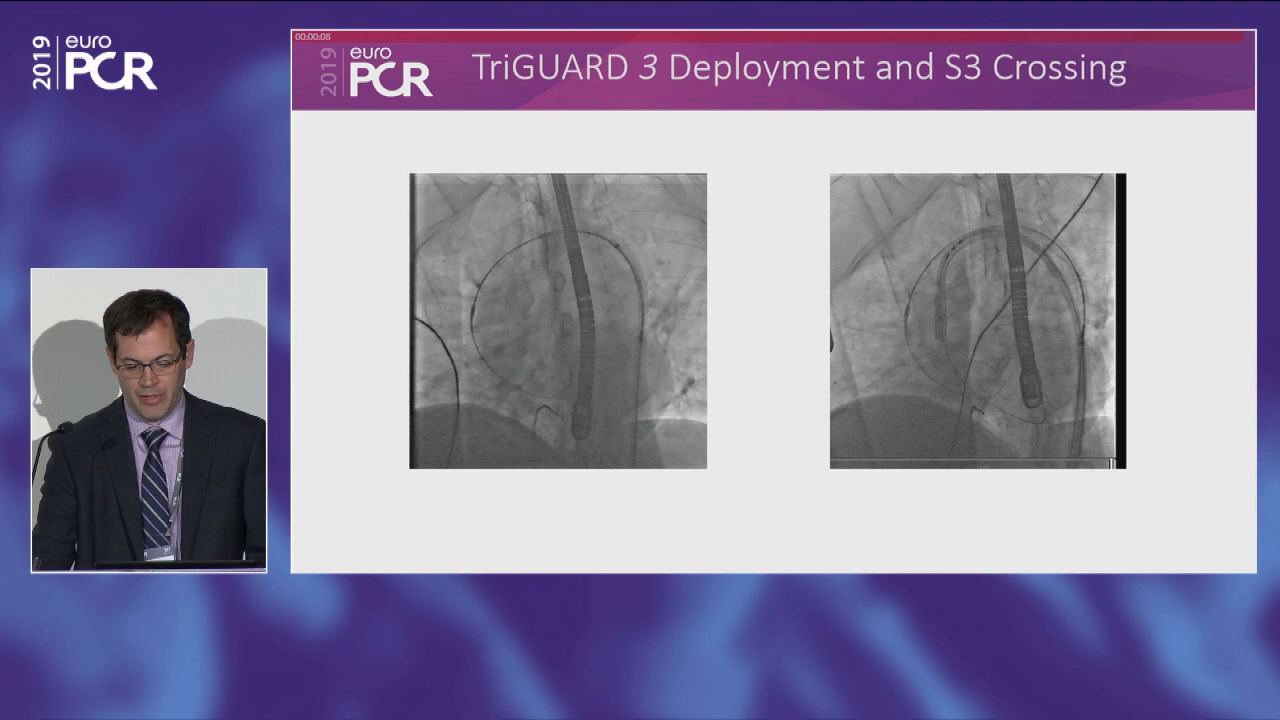 2019
euro
PCR
00:00:08
2019
euro
PCR
TriGUARD 3 Deployment and S3 Crossing